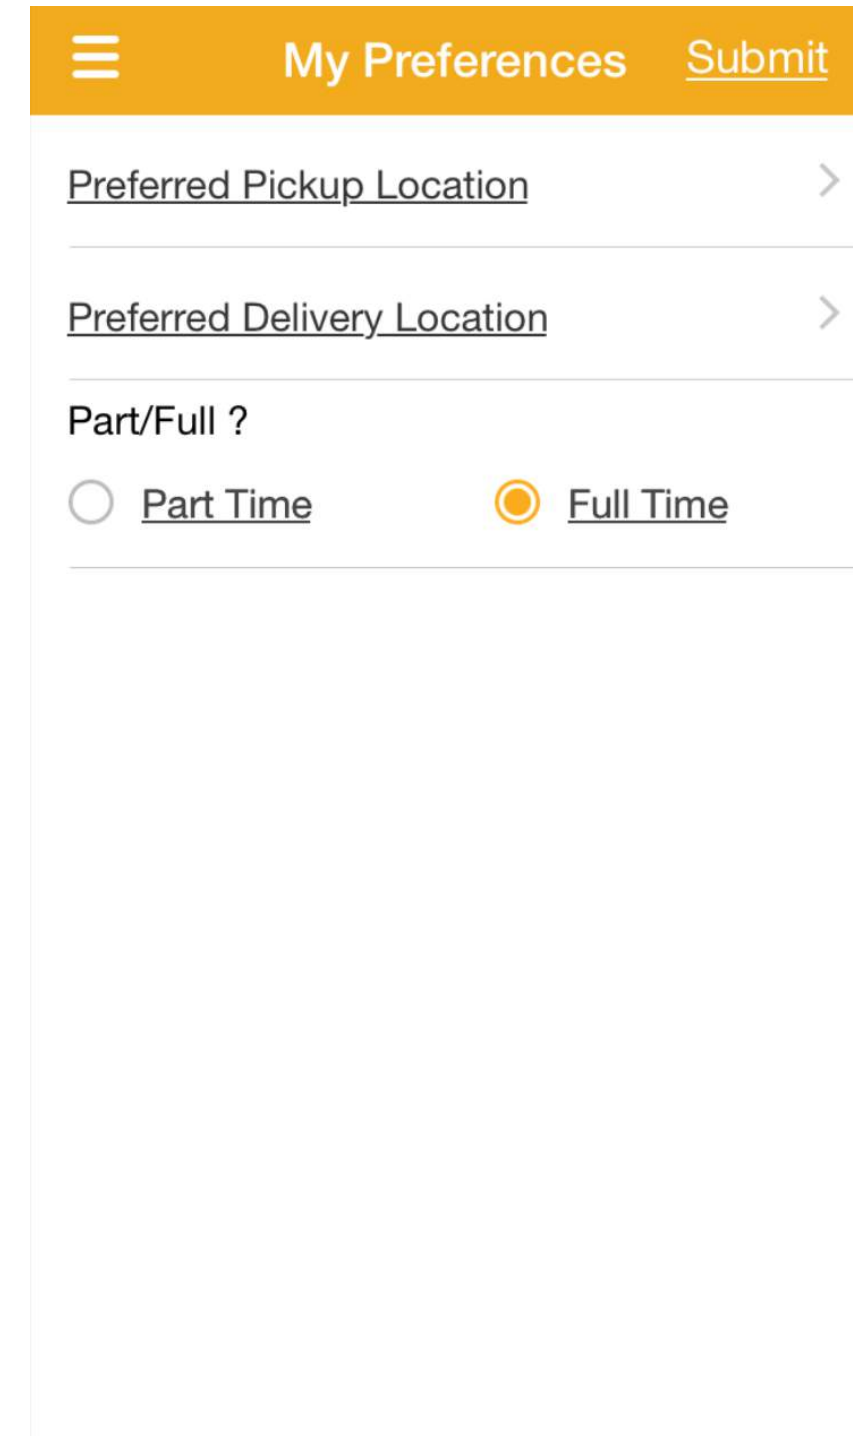 My Preferences Submit
Preferred Pickup Location
Preferred Delivery Location
Part/Full ?
Part Time Full Time